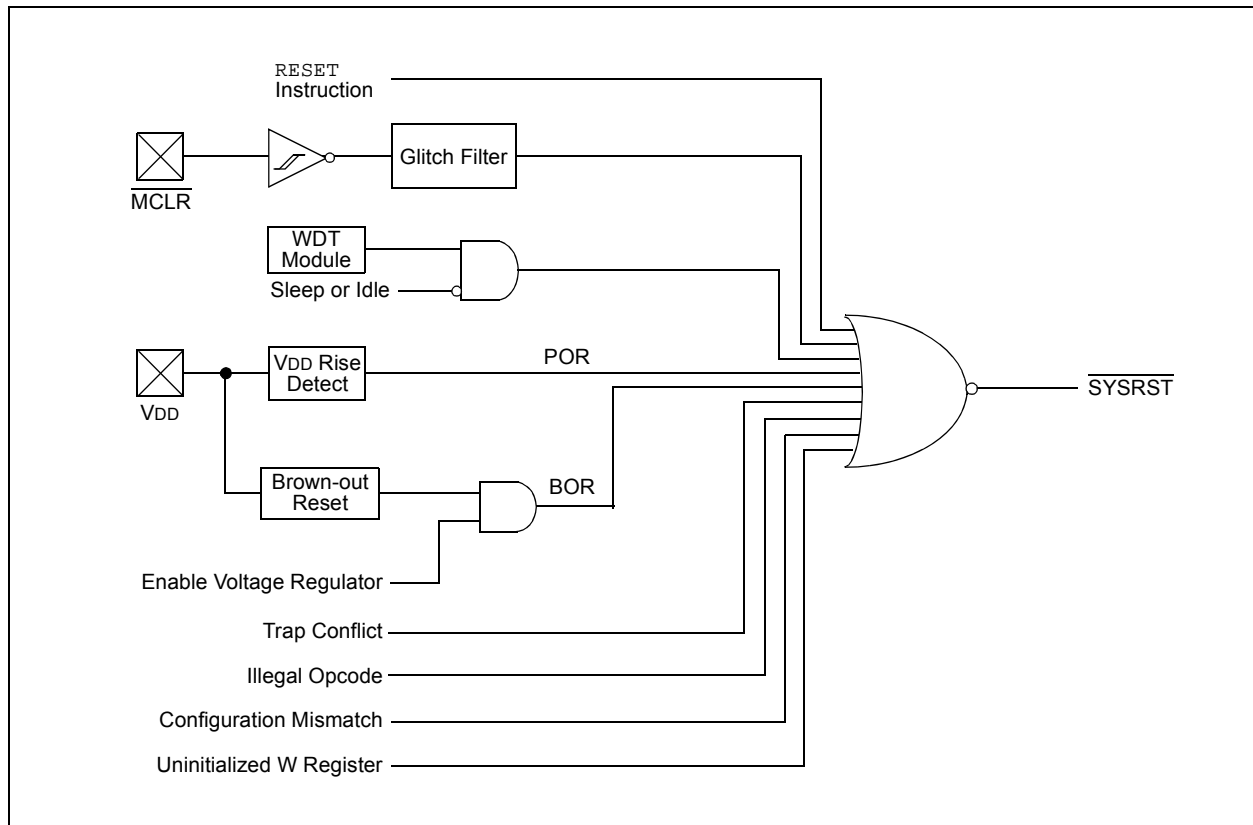 RESET
Instruction
Glitch Filter
MCLR
WDT
Module
Sleep or Idle
VDD Rise
Detect
POR
VDD
SYSRST
Brown-out
Reset
BOR
Enable Voltage Regulator
Trap Conflict
Illegal Opcode
Configuration Mismatch
Uninitialized W Register